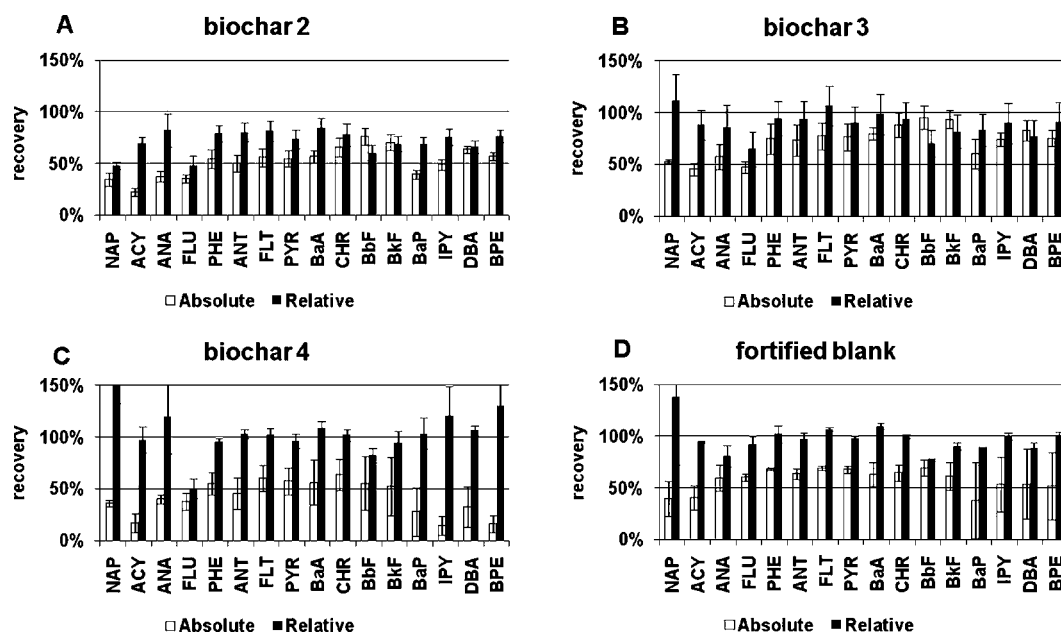 A
biochar 2
150%
100%
50%
0%
recovery
NAP
ACY
ANA
FLU
PHE
ANT
FLT
PYR
BaA
CHR
BbF
BkF
BaP
IPY
DBA
BPE
Absolute Relative
B
biochar 3
150%
100%
50%
0%
recovery
NAP
ACY
ANA
FLU
PHE
ANT
FLT
PYR
BaA
CHR
BbF
BkF
BaP
IPY
DBA
BPE
Absolute Relative
C
biochar 4
150%
100%
50%
0%
recovery
NAP
ACY
ANA
FLU
PHE
ANT
FLT
PYR
BaA
CHR
BbF
BkF
BaP
IPY
DBA
BPE
Absolute Relative
D
fortified blank
150%
100%
50%
0%
recovery
NAP
ACY
ANA
FLU
PHE
ANT
FLT
PYR
BaA
CHR
BbF
BkF
BaP
IPY
DBA
BPE
Absolute Relative